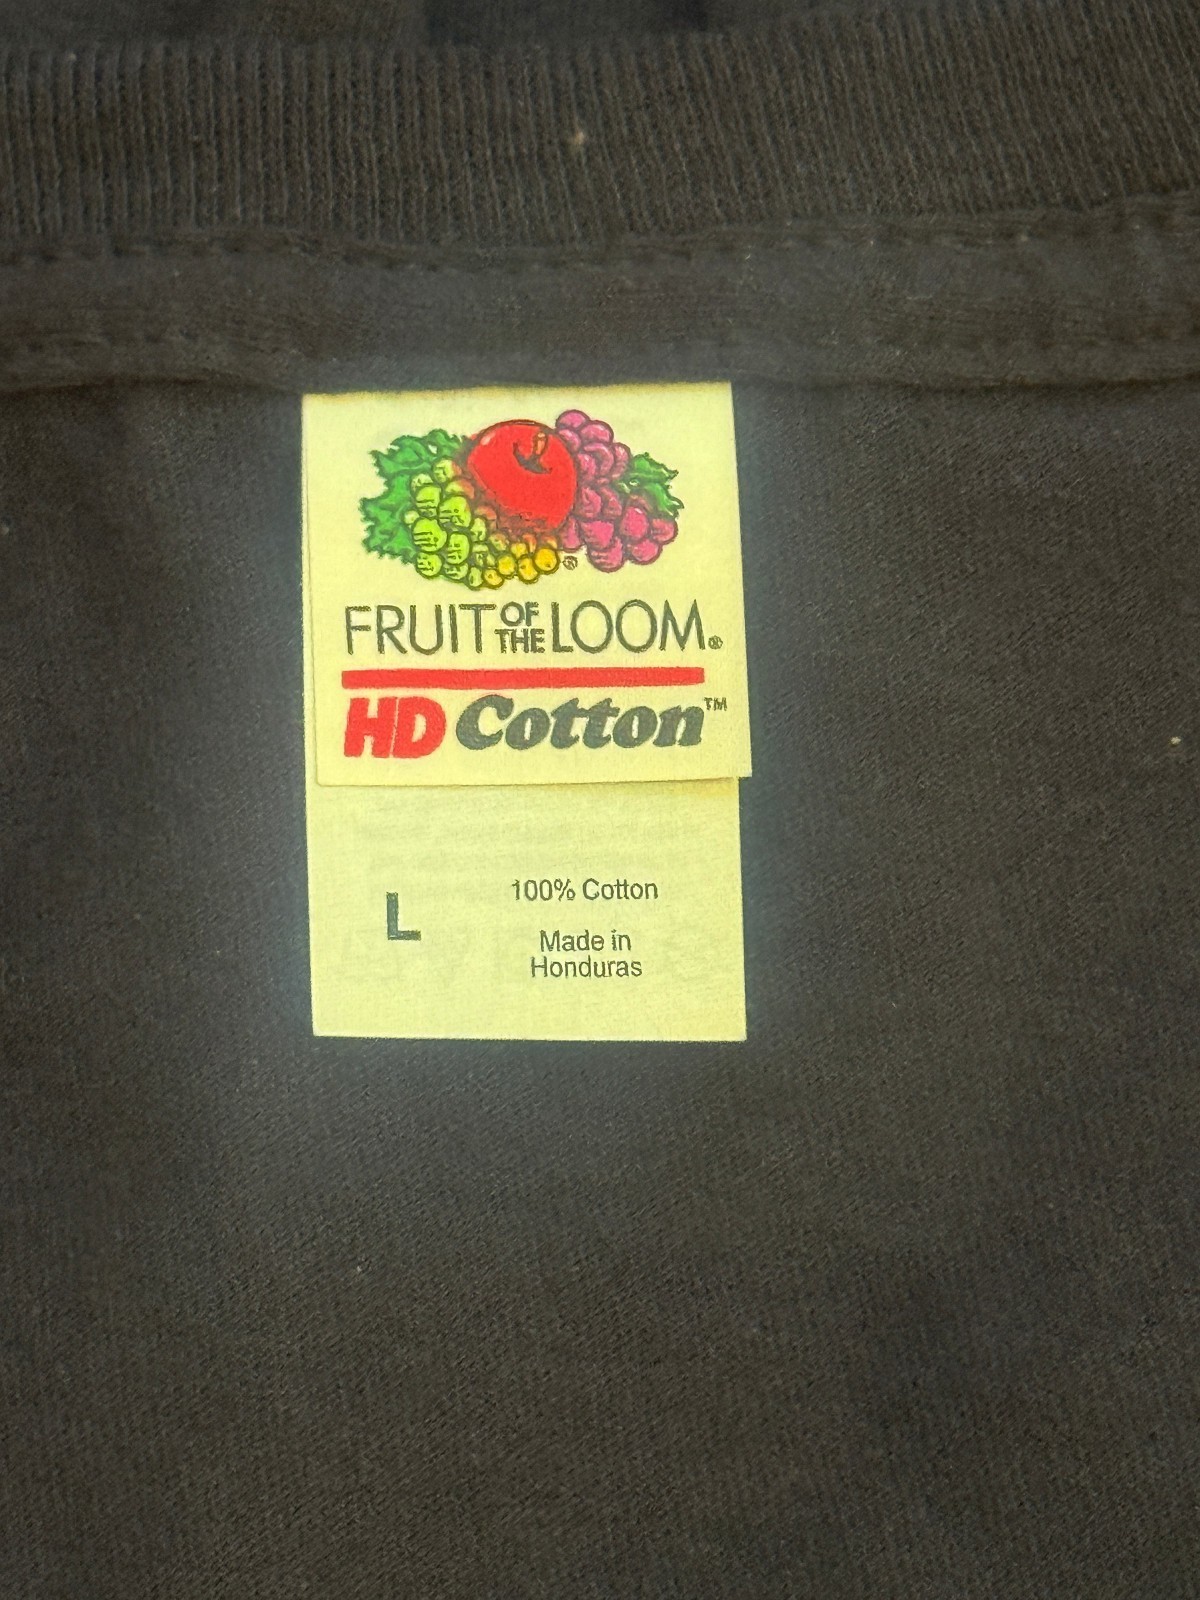 FRUIT OF THE LOOM®
HD Cotton™
L
100% Cotton
Made in
Honduras